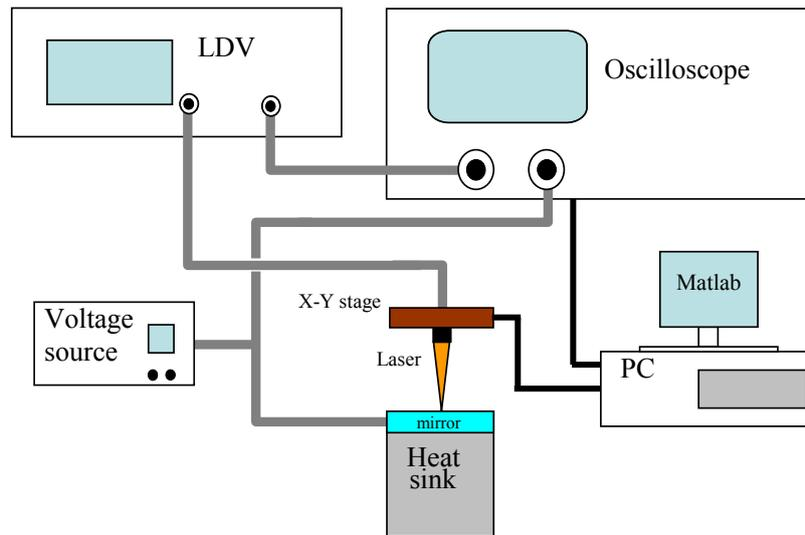 LDV
Oscilloscope
Matlab
X-Y stage
Voltage
source
Laser
PC
mirror
Heat
sink